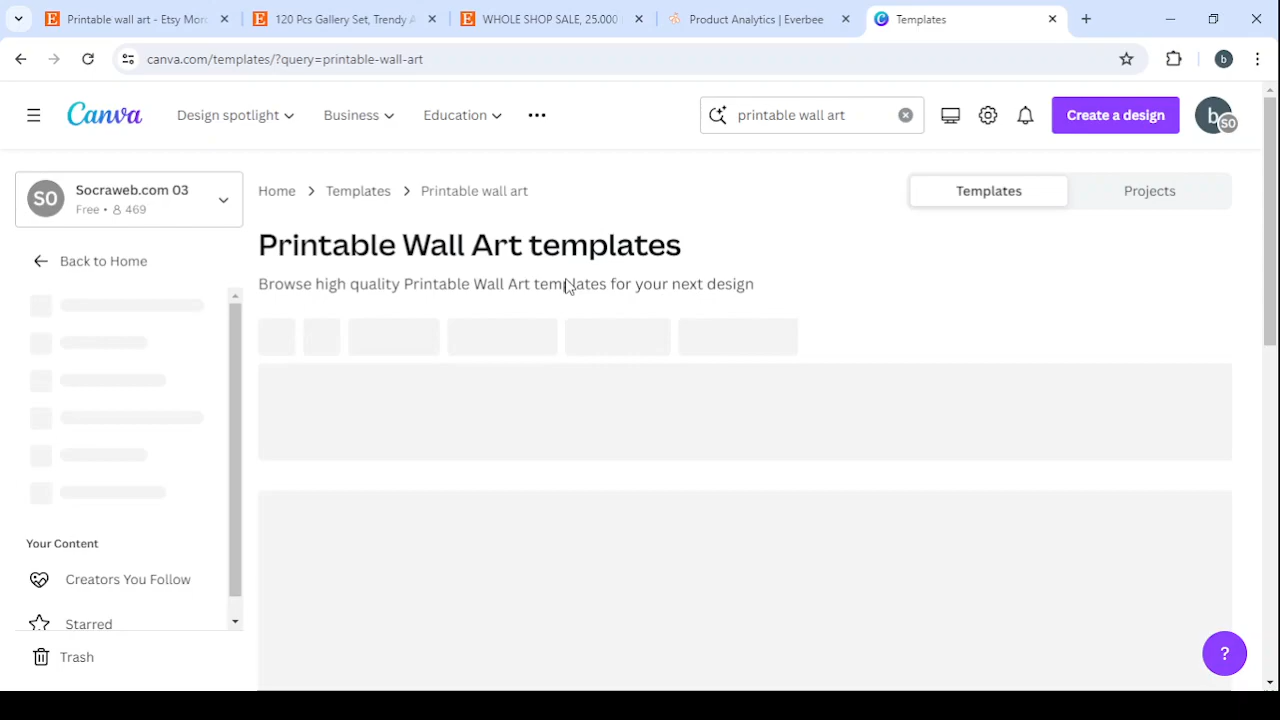 Printable wall art - Etsy Moro
120 Pcs Gallery Set, Trendy A
WHOLE SHOP SALE, 25.000
Product Analytics | Everbee
Templates
canva.com/templates/?query=printable-wall-art
b
Canva
Design spotlight
Business
Education
printable wall art
Create a design
b
SO
SO
Socraweb.com 03
Free • 469
Home
Templates
Printable wall art
Templates
Projects
Back to Home
Printable Wall Art templates
Browse high quality Printable Wall Art templates for your next design
Your Content
Creators You Follow
Starred
Trash
?